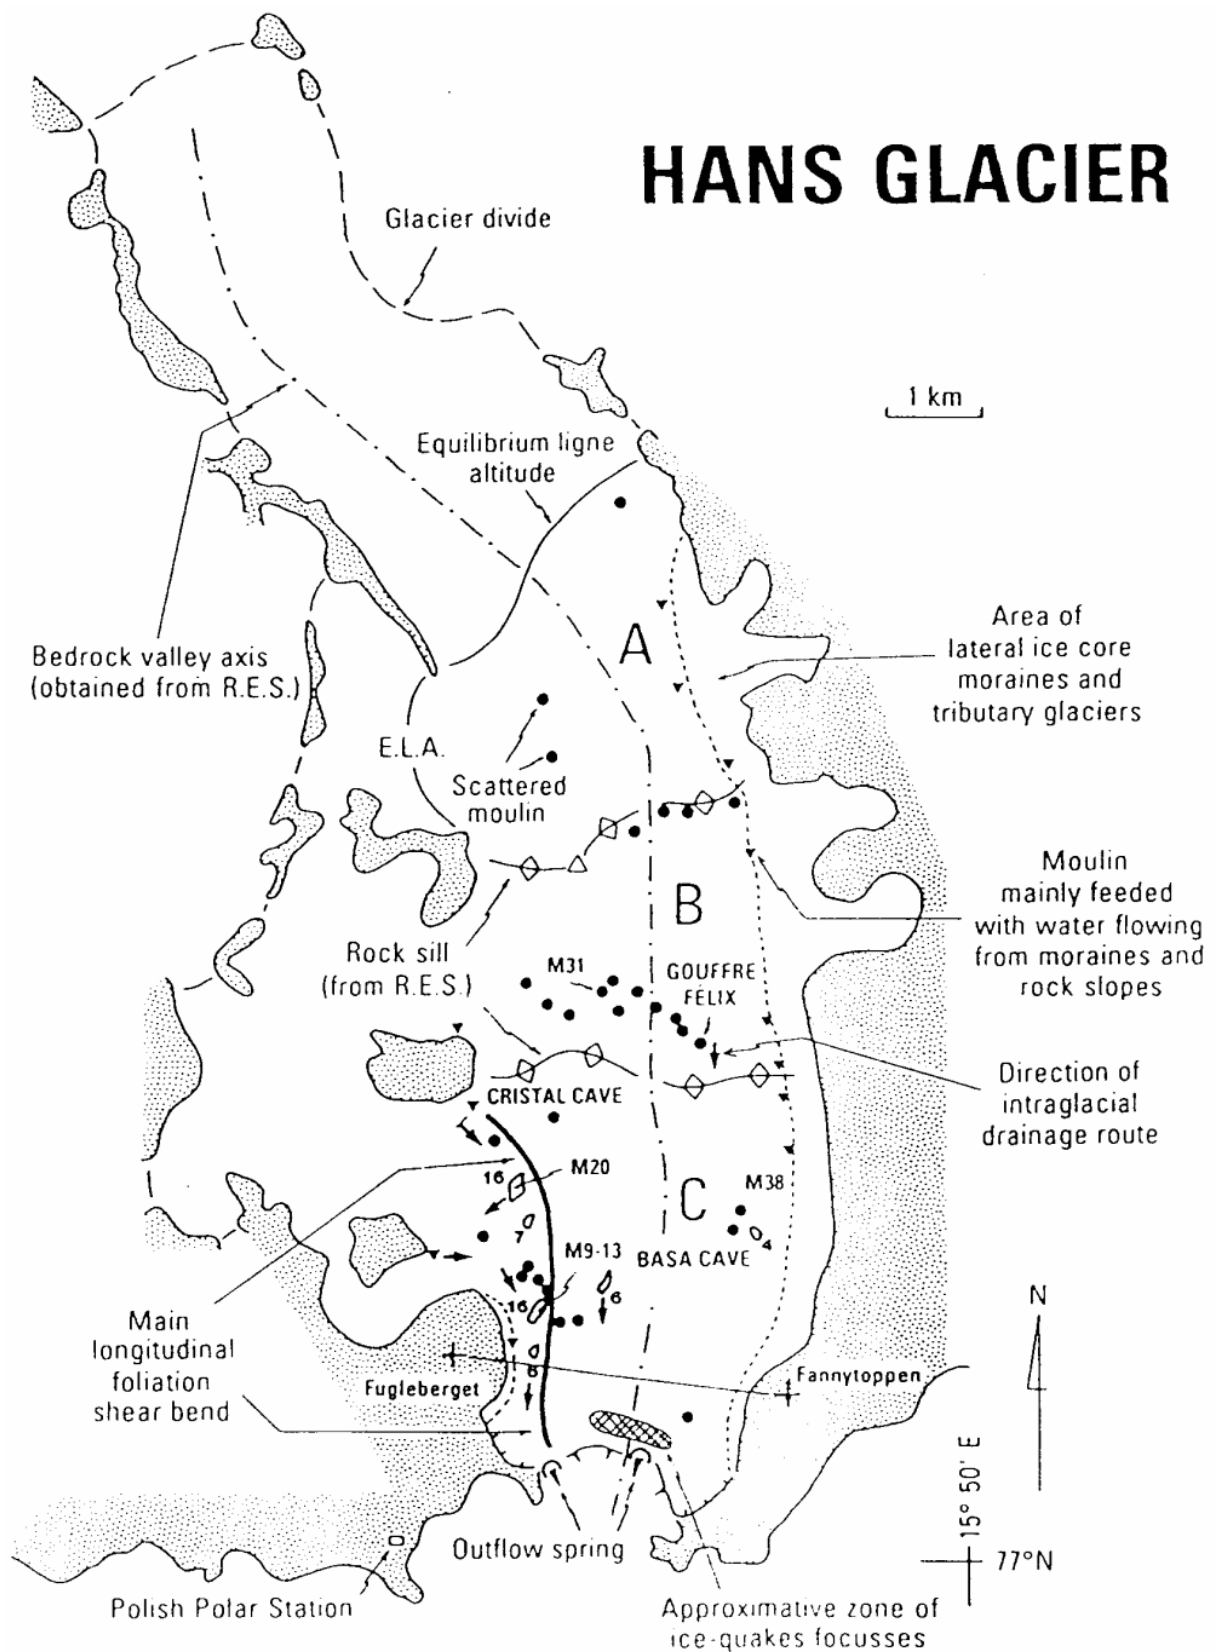 HANS GLACIER
Glacier divide
1 km
Equilibrium ligne
altitude
Bedrock valley axis
(obtained from R.E.S.)
A
Area of
lateral ice core
moraines and
tributary glaciers
E.L.A.
Scattered
moulin
B
Moulin
mainly feeded
with water flowing
from moraines and
rock slopes
Rock sill
(from R.E.S.)
M31
GOUFFRE
FÉLIX
Direction of
intraglacial
drainage route
CRISTAL CAVE
M20
16
7
C
M38
4
BASA CAVE
M9-13
16
6
8
Main
longitudinal
foliation
shear bend
Fugleberget
Fannytoppen
N
15° 50' E
77°N
Outflow spring
Polish Polar Station
Approximative zone of
ice-quakes focusses